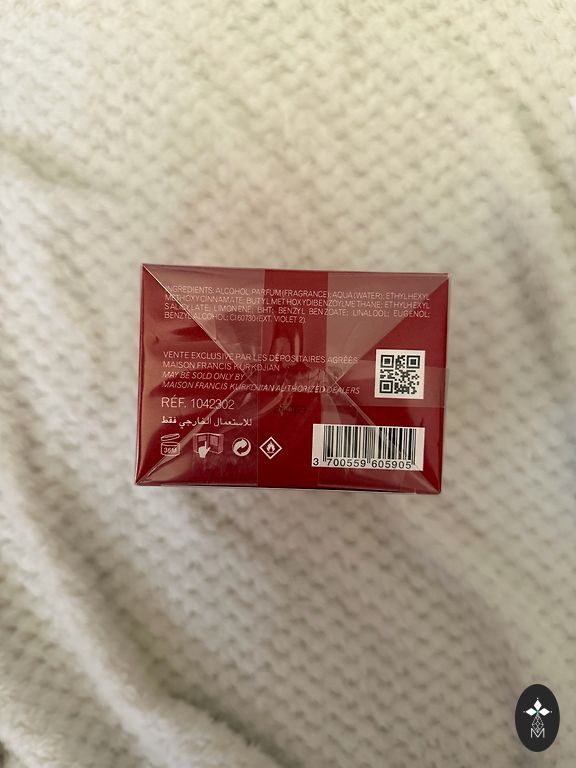 INGREDIENTS: ALCOHOL; PARFUM (FRAGRANCE); AQUA (WATER); ETHYLHEXYL
METHOXYCINNAMATE; BUTYL METHOXYDIBENZOYLMETHANE; ETHYLHEXYL
SALICYLATE; LIMONENE; BHT; BENZYL BENZOATE; LINALOOL; EUGENOL;
BENZYL ALCOHOL; CI 60730 (EXT. VIOLET 2).
VENTE EXCLUSIVE PAR LES DÉPOSITAIRES AGRÉÉS
MAISON FRANCIS KURKDJIAN
MAY BE SOLD ONLY BY
MAISON FRANCIS KURKDJIAN AUTHORIZED DEALERS
RÉF. 1042302
للاستعمال الخارجي فقط
36M
3 700559 605905
M